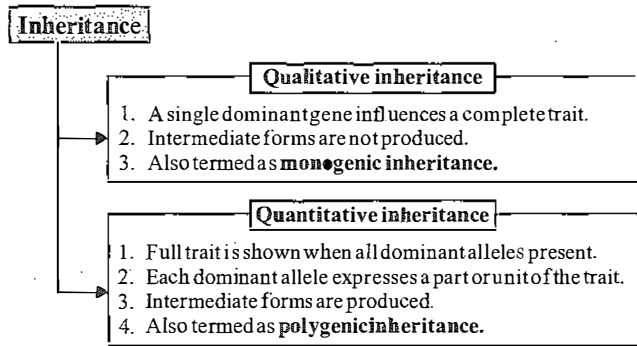 Inheritance
Qualitative inheritance
1. A single dominant gene influences a complete trait.
2. Intermediate forms are not produced.
3. Also termed as monogenic inheritance.
Quantitative inheritance
1. Full trait is shown when all dominant alleles present.
2. Each dominant allele expresses a part or unit of the trait.
3. Intermediate forms are produced.
4. Also termed as polygenic inheritance.